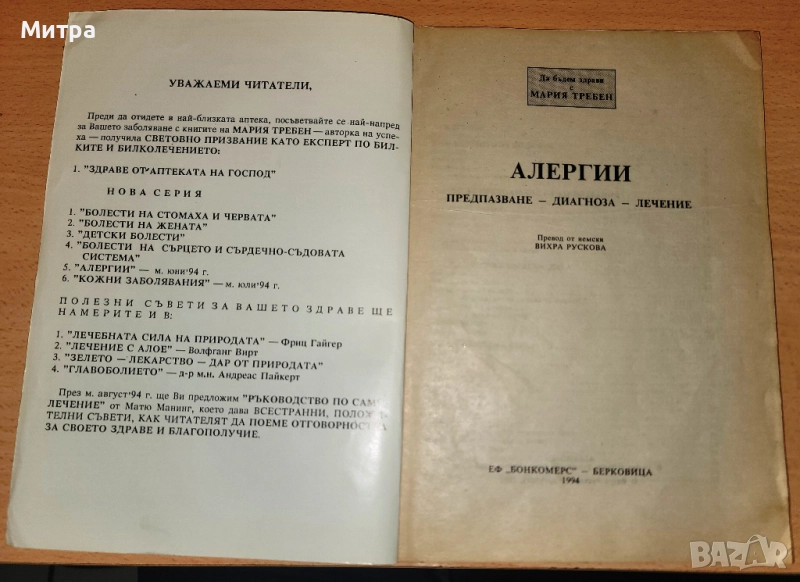 Митра
УВАЖАЕМИ ЧИТАТЕЛИ,
Преди да отидете в най-близката аптека, посъветвайте се най-напред
за Вашето заболяване с книгите на МАРИЯ ТРЕБЕН — авторка на успе-
ха — получила СВЕТОВНО ПРИЗВАНИЕ КАТО ЕКСПЕРТ ПО БИЛ-
КИТЕ И БИЛКОЛЕЧЕНИЕТО:
1. "ЗДРАВЕ ОТ АПТЕКАТА НА ГОСПОД"
НОВА СЕРИЯ
1. "БОЛЕСТИ НА СТОМАХА И ЧЕРВАТА"
2. "БОЛЕСТИ НА ЖЕНАТА"
3. "ДЕТСКИ БОЛЕСТИ"
4. "БОЛЕСТИ НА СЪРЦЕТО И СЪРДЕЧНО-СЪДОВАТА
СИСТЕМА"
5. "АЛЕРГИИ" — м. юни'94 г.
6. "КОЖНИ ЗАБОЛЯВАНИЯ" — м. юли'94 г.
ПОЛЕЗНИ СЪВЕТИ ЗА ВАШЕТО ЗДРАВЕ ЩЕ
НАМЕРИТЕ И В:
1. "ЛЕЧЕБНАТА СИЛА НА ПРИРОДАТА" — Фриц Гайгер
2. "ЛЕЧЕНИЕ С АЛОЕ" — Волфганг Вирт
3. "ЗЕЛЕТО — ЛЕКАРСТВО — ДАР ОТ ПРИРОДАТА"
4. "ГЛАВОБОЛИЕТО" — д-р м.н. Андреас Пайкерт
През м. август'94 г. ще Ви предложим "РЪКОВОДСТВО ПО САМО
ЛЕЧЕНИЕ" от Матю Манинг, което дава ВСЕСТРАННИ, ПОЛОЖИ
ТЕЛНИ СЪВЕТИ, КАК ЧИТАТЕЛЯТ ДА ПОЕМЕ ОТГОВОРНОСТТА
ЗА СВОЕТО ЗДРАВЕ И БЛАГОПОЛУЧИЕ.
Да бъдем здрави
с
МАРИЯ ТРЕБЕН
АЛЕРГИИ
ПРЕДПАЗВАНЕ – ДИАГНОЗА – ЛЕЧЕНИЕ
Превод от немски
ВИХРА РУСКОВА
ЕФ „БОНКОМЕРС" – БЕРКОВИЦА
1994
BAZAR